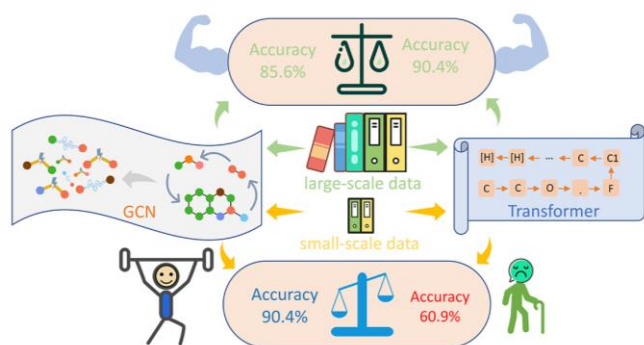 Accuracy
85.6%
Accuracy
90.4%
large-scale data
GCN
[H] [H] ... C C1
C C O . F
Transformer
small-scale data
Accuracy
90.4%
Accuracy
60.9%